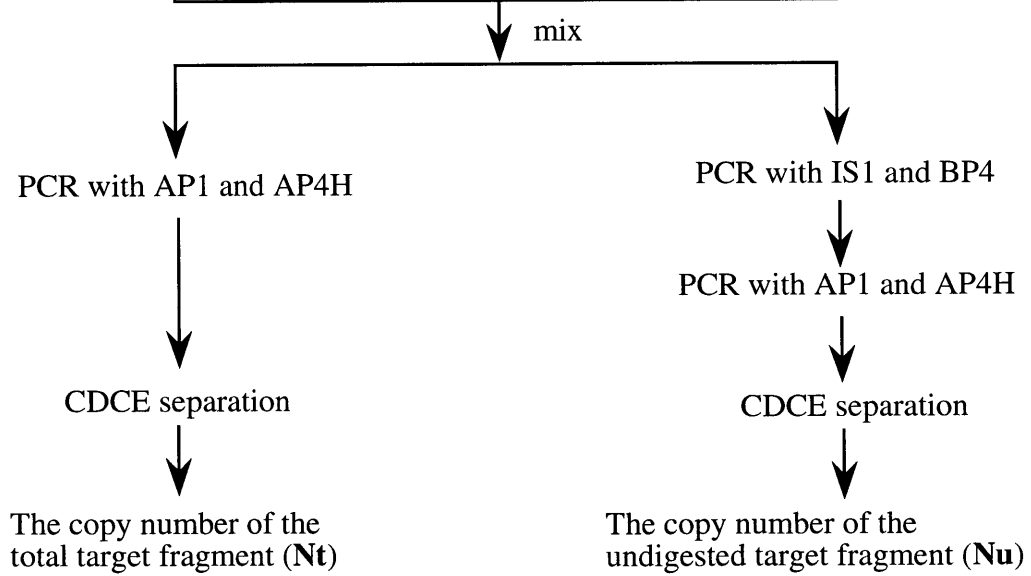 mix
PCR with AP1 and AP4H
CDCE separation
The copy number of the
total target fragment (Nt)
PCR with IS1 and BP4
PCR with AP1 and AP4H
CDCE separation
The copy number of the
undigested target fragment (Nu)